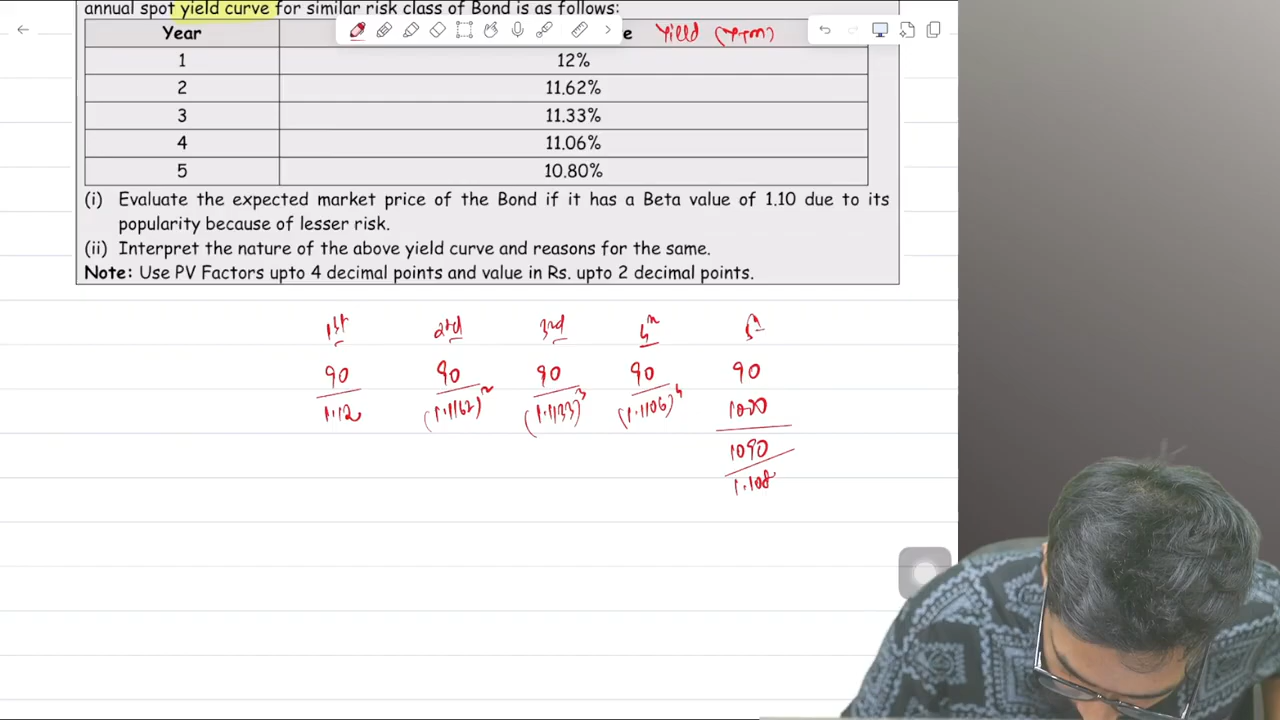 annual spot yield curve for similar risk class of Bond is as follows:
Year e Yield (YTM)
1 12%
2 11.62%
3 11.33%
4 11.06%
5 10.80%
(i) Evaluate the expected market price of the Bond if it has a Beta value of 1.10 due to its
popularity because of lesser risk.
(ii) Interpret the nature of the above yield curve and reasons for the same.
Note: Use PV Factors upto 4 decimal points and value in Rs. upto 2 decimal points.
1st 2nd 3rd
90 90 90 90 90
1.12 (1.1162)² (1.1133)³ (1.1106)⁴ 1000
1090
1.108